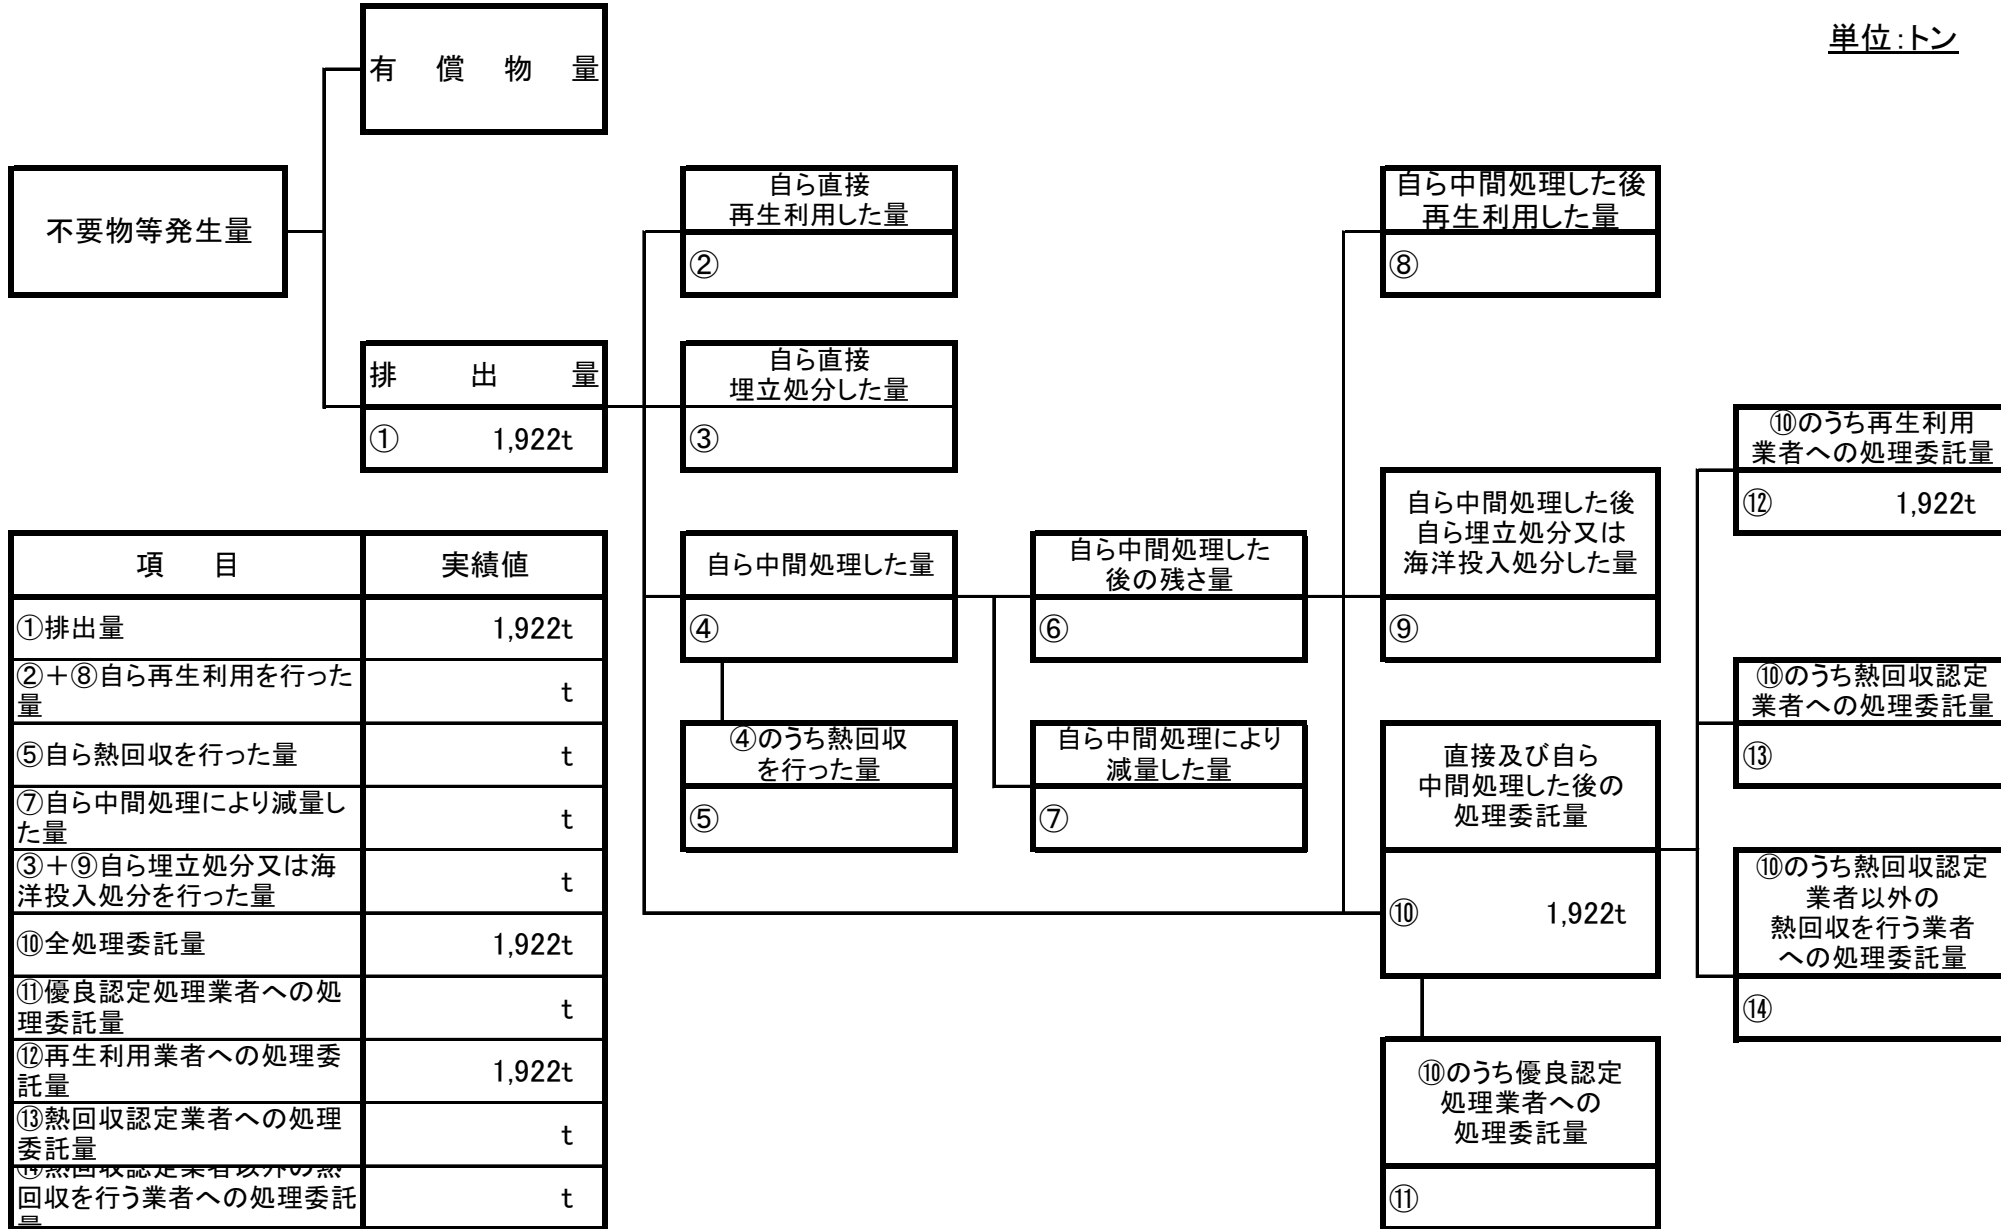 単位：トン
有償物量
不要物等発生量
自ら直接
再生利用した量
②
自ら中間処理した後
再生利用した量
⑧
排出量
① 1,922t
自ら直接
埋立処分した量
③
⑩のうち再生利用
業者への処理委託量
⑫ 1,922t
自ら中間処理した量
④
自ら中間処理した
後の残さ量
⑥
自ら中間処理した後
自ら埋立処分又は
海洋投入処分した量
⑨
⑩のうち熱回収認定
業者への処理委託量
⑬
④のうち熱回収
を行った量
⑤
自ら中間処理により
減量した量
⑦
直接及び自ら
中間処理した後の
処理委託量
⑩ 1,922t
⑩のうち熱回収認定
業者以外の
熱回収を行う業者
への処理委託量
⑭
⑩のうち優良認定
処理業者への
処理委託量
⑪
項目 実績値
①排出量 1,922t
②＋⑧自ら再生利用を行った
量 t
⑤自ら熱回収を行った量 t
⑦自ら中間処理により減量し
た量 t
③＋⑨自ら埋立処分又は海
洋投入処分を行った量 t
⑩全処理委託量 1,922t
⑪優良認定処理業者への処
理委託量 t
⑫再生利用業者への処理委
託量 1,922t
⑬熱回収認定業者への処理
委託量 t
⑭熱回収認定業者以外の熱
回収を行う業者への処理委託
量 t